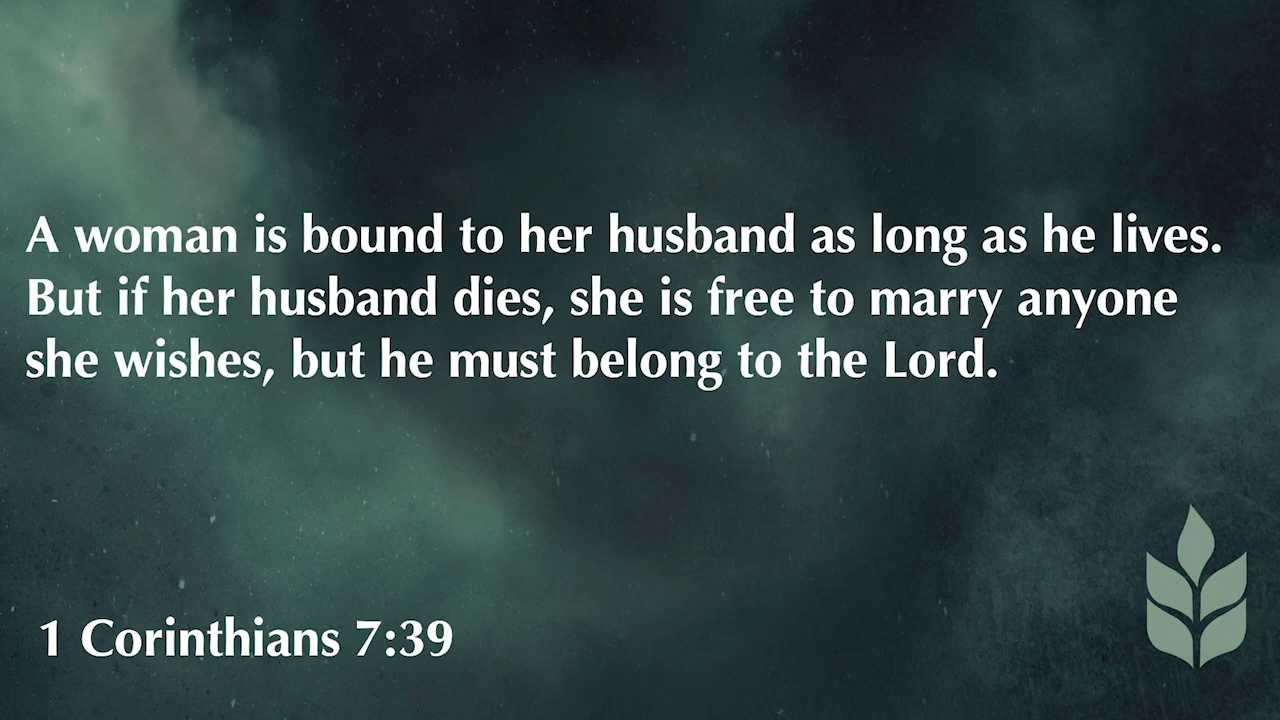 A woman is bound to her husband as long as he lives.
But if her husband dies, she is free to marry anyone
she wishes, but he must belong to the Lord.
1 Corinthians 7:39